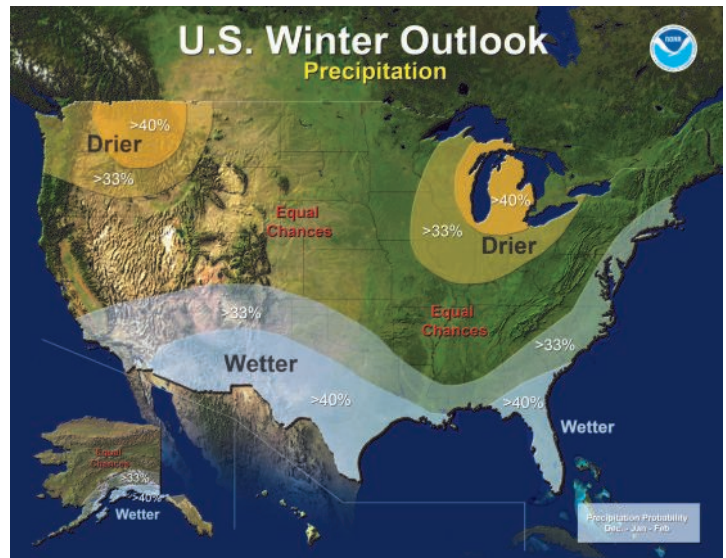 U.S. Winter Outlook
Precipitation
NOAA
>40%
Drier
>33%
Equal
Chances
>40%
>33%
Drier
Equal
Chances
>33%
>33%
Wetter
>40%
>40%
Wetter
Equal
Chances
>33%
>40%
Wetter
Precipitation Probability
Dec. - Jan - Feb